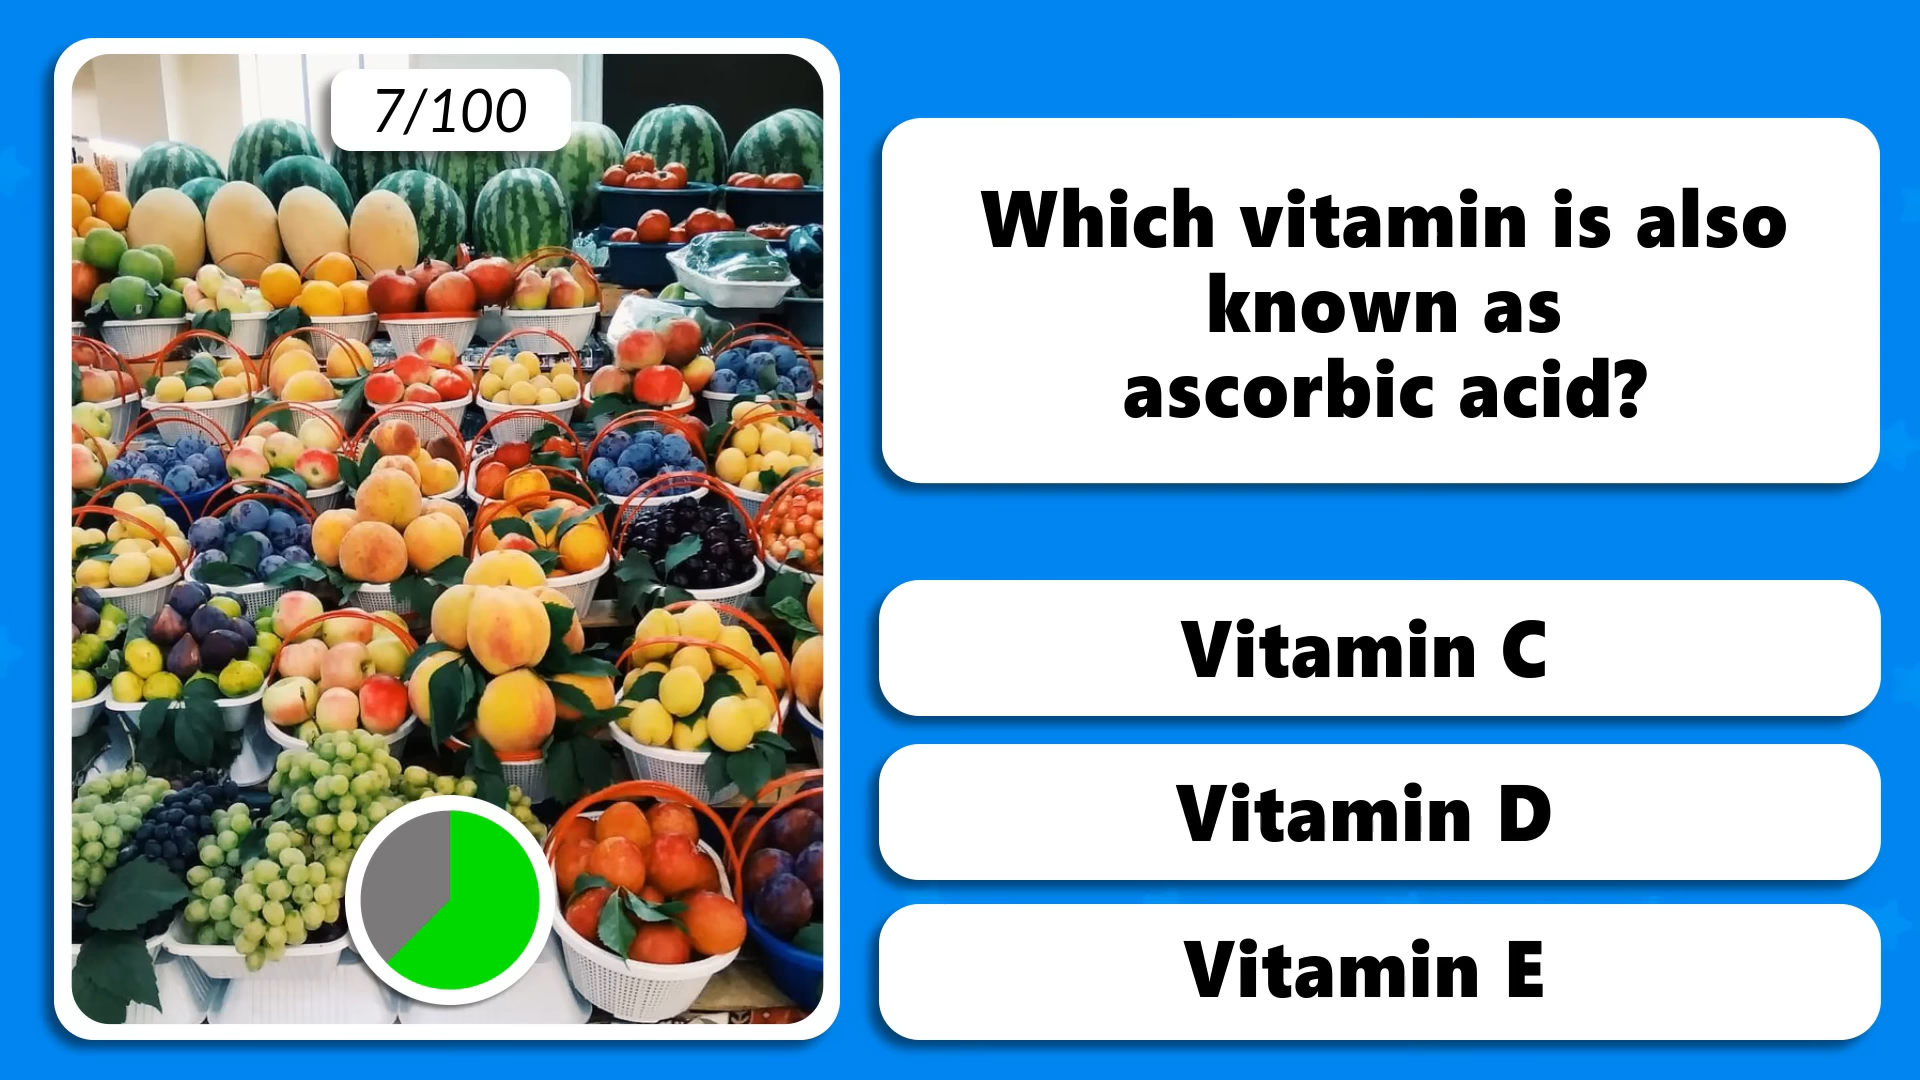 7/100
Which vitamin is also
known as
ascorbic acid?
Vitamin C
Vitamin D
Vitamin E